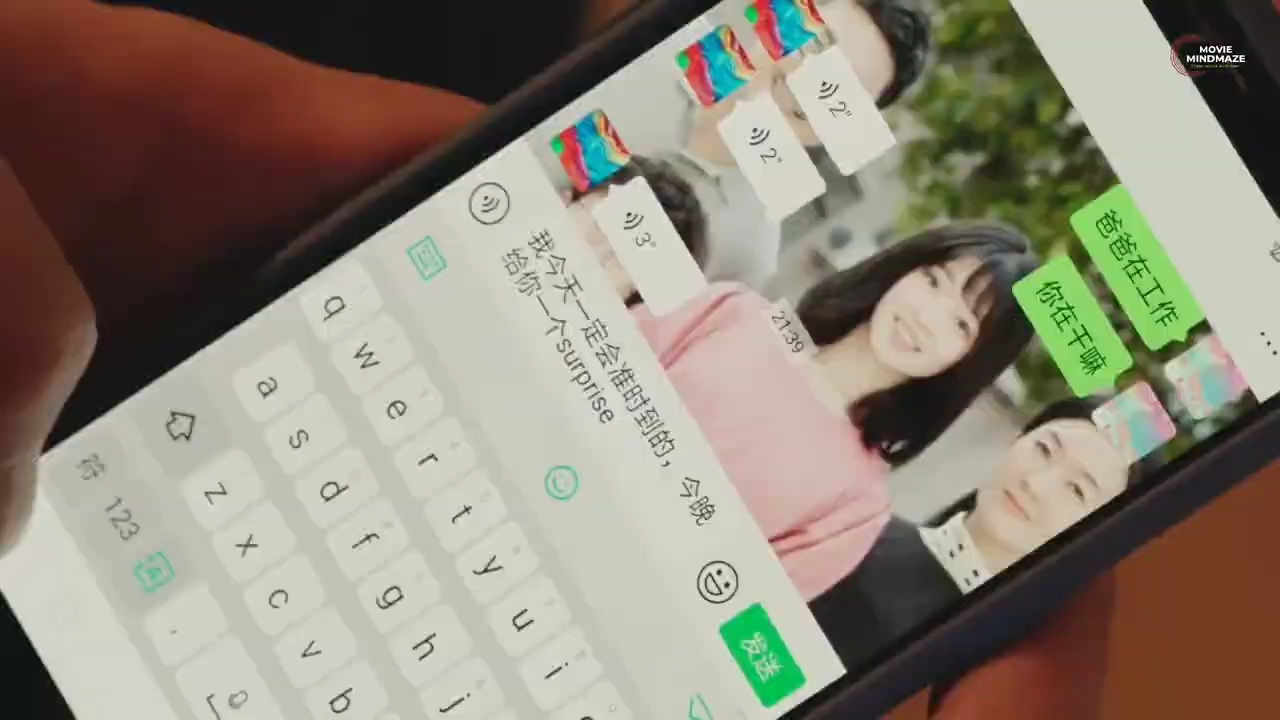 MOVIE
MINDMAZE
爸爸在工作
你在干嘛
2"
2"
21:39
3"
我今天一定会准时到的，今晚
给你一个surprise
发送
q w e r t y u i
a s d f g h j
z x c v b
符 123